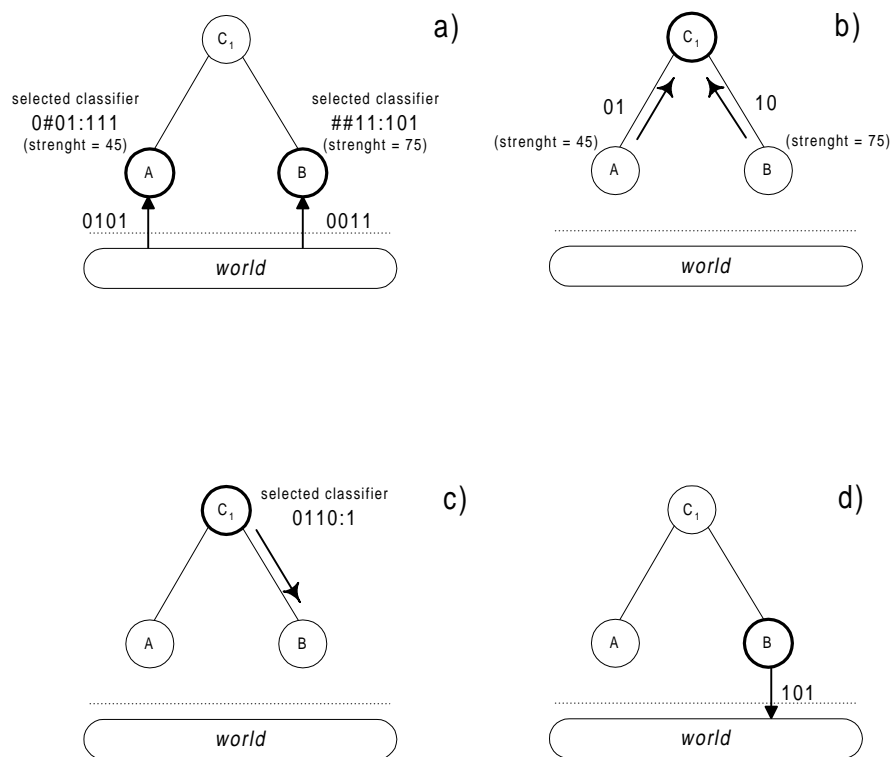 a)
C1
selected classifier
0#01:111
(strenght = 45)
selected classifier
##11:101
(strenght = 75)
A
B
0101
0011
world
b)
C1
01
10
(strenght = 45)
(strenght = 75)
A
B
world
c)
C1
selected classifier
0110:1
A
B
world
d)
C1
A
B
101
world